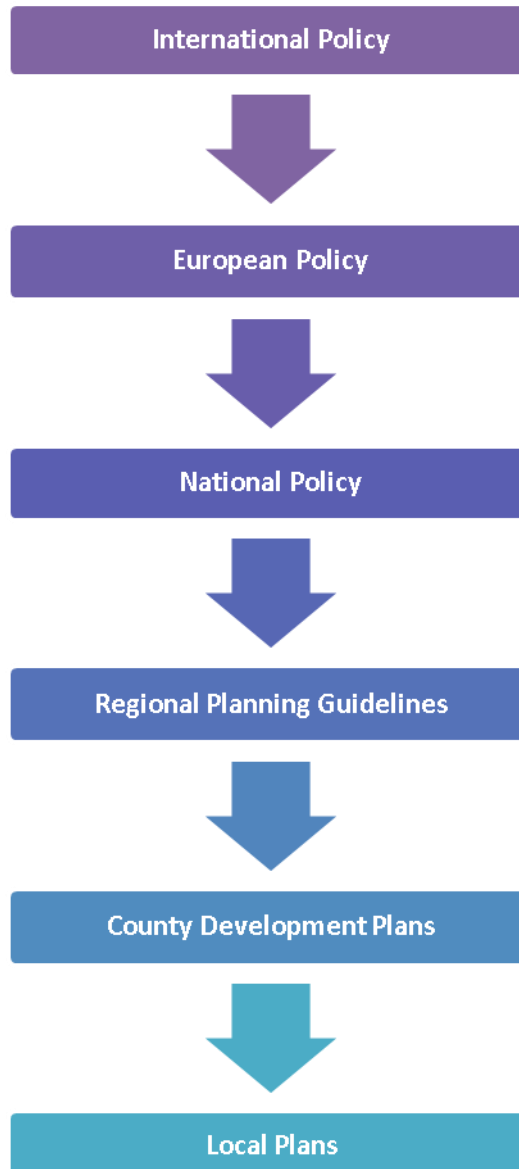 International Policy
European Policy
National Policy
Regional Planning Guidelines
County Development Plans
Local Plans